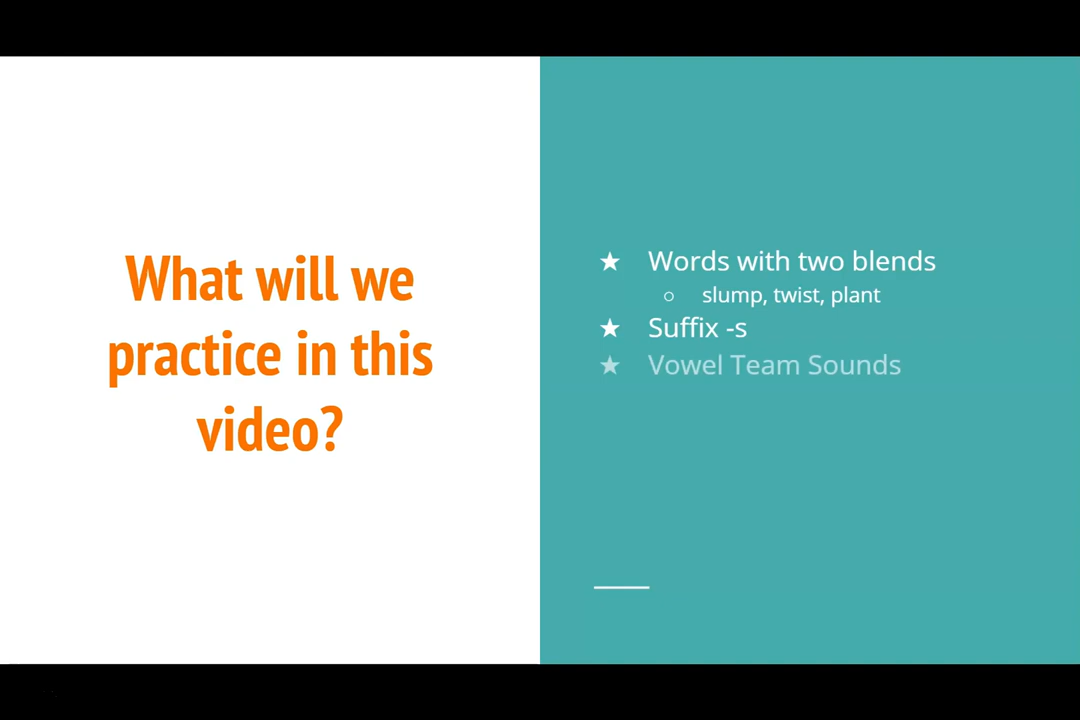 What will we
practice in this
video?
★ Words with two blends
○ slump, twist, plant
★ Suffix -s
★ Vowel Team Sounds